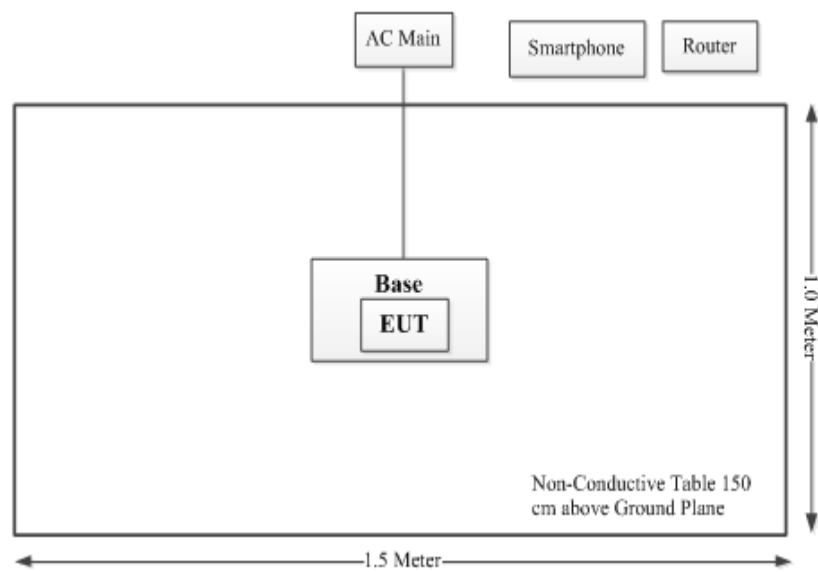 AC Main
Smartphone
Router
Base
EUT
1.0 Meter
Non-Conductive Table 150
cm above Ground Plane
1.5 Meter